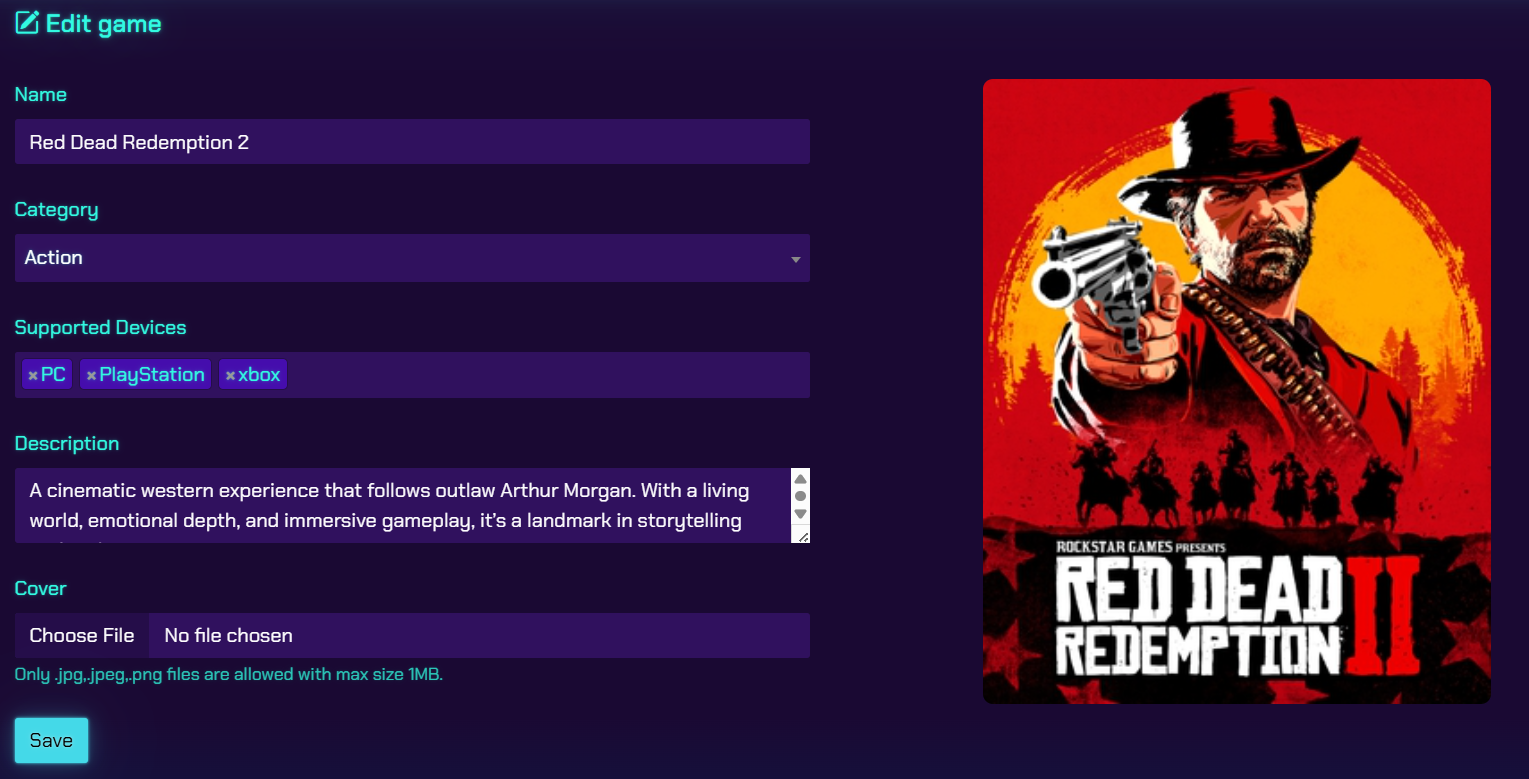 Edit game
Name
Red Dead Redemption 2
Category
Action
Supported Devices
×PC ×PlayStation ×xbox
Description
A cinematic western experience that follows outlaw Arthur Morgan. With a living
world, emotional depth, and immersive gameplay, it’s a landmark in storytelling
Cover
Choose File No file chosen
Only .jpg,.jpeg,.png files are allowed with max size 1MB.
Save
ROCKSTAR GAMES PRESENTS
RED DEAD
REDEMPTION II